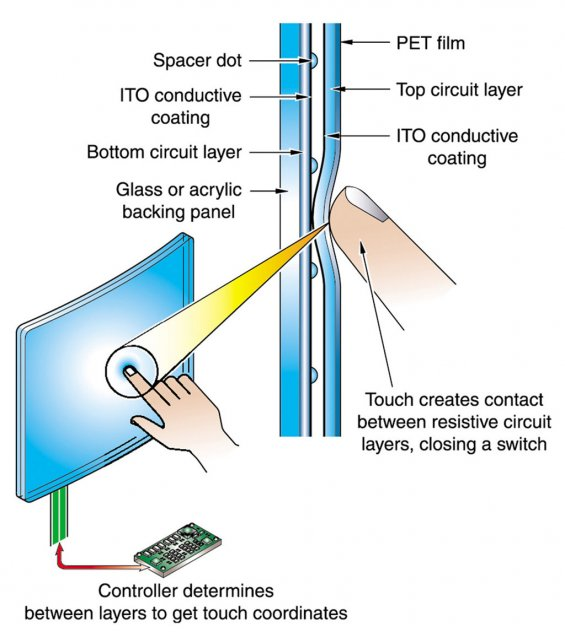 PET film
Spacer dot
Top circuit layer
ITO conductive
coating
ITO conductive
coating
Bottom circuit layer
Glass or acrylic
backing panel
Touch creates contact
between resistive circuit
layers, closing a switch
Controller determines
between layers to get touch coordinates